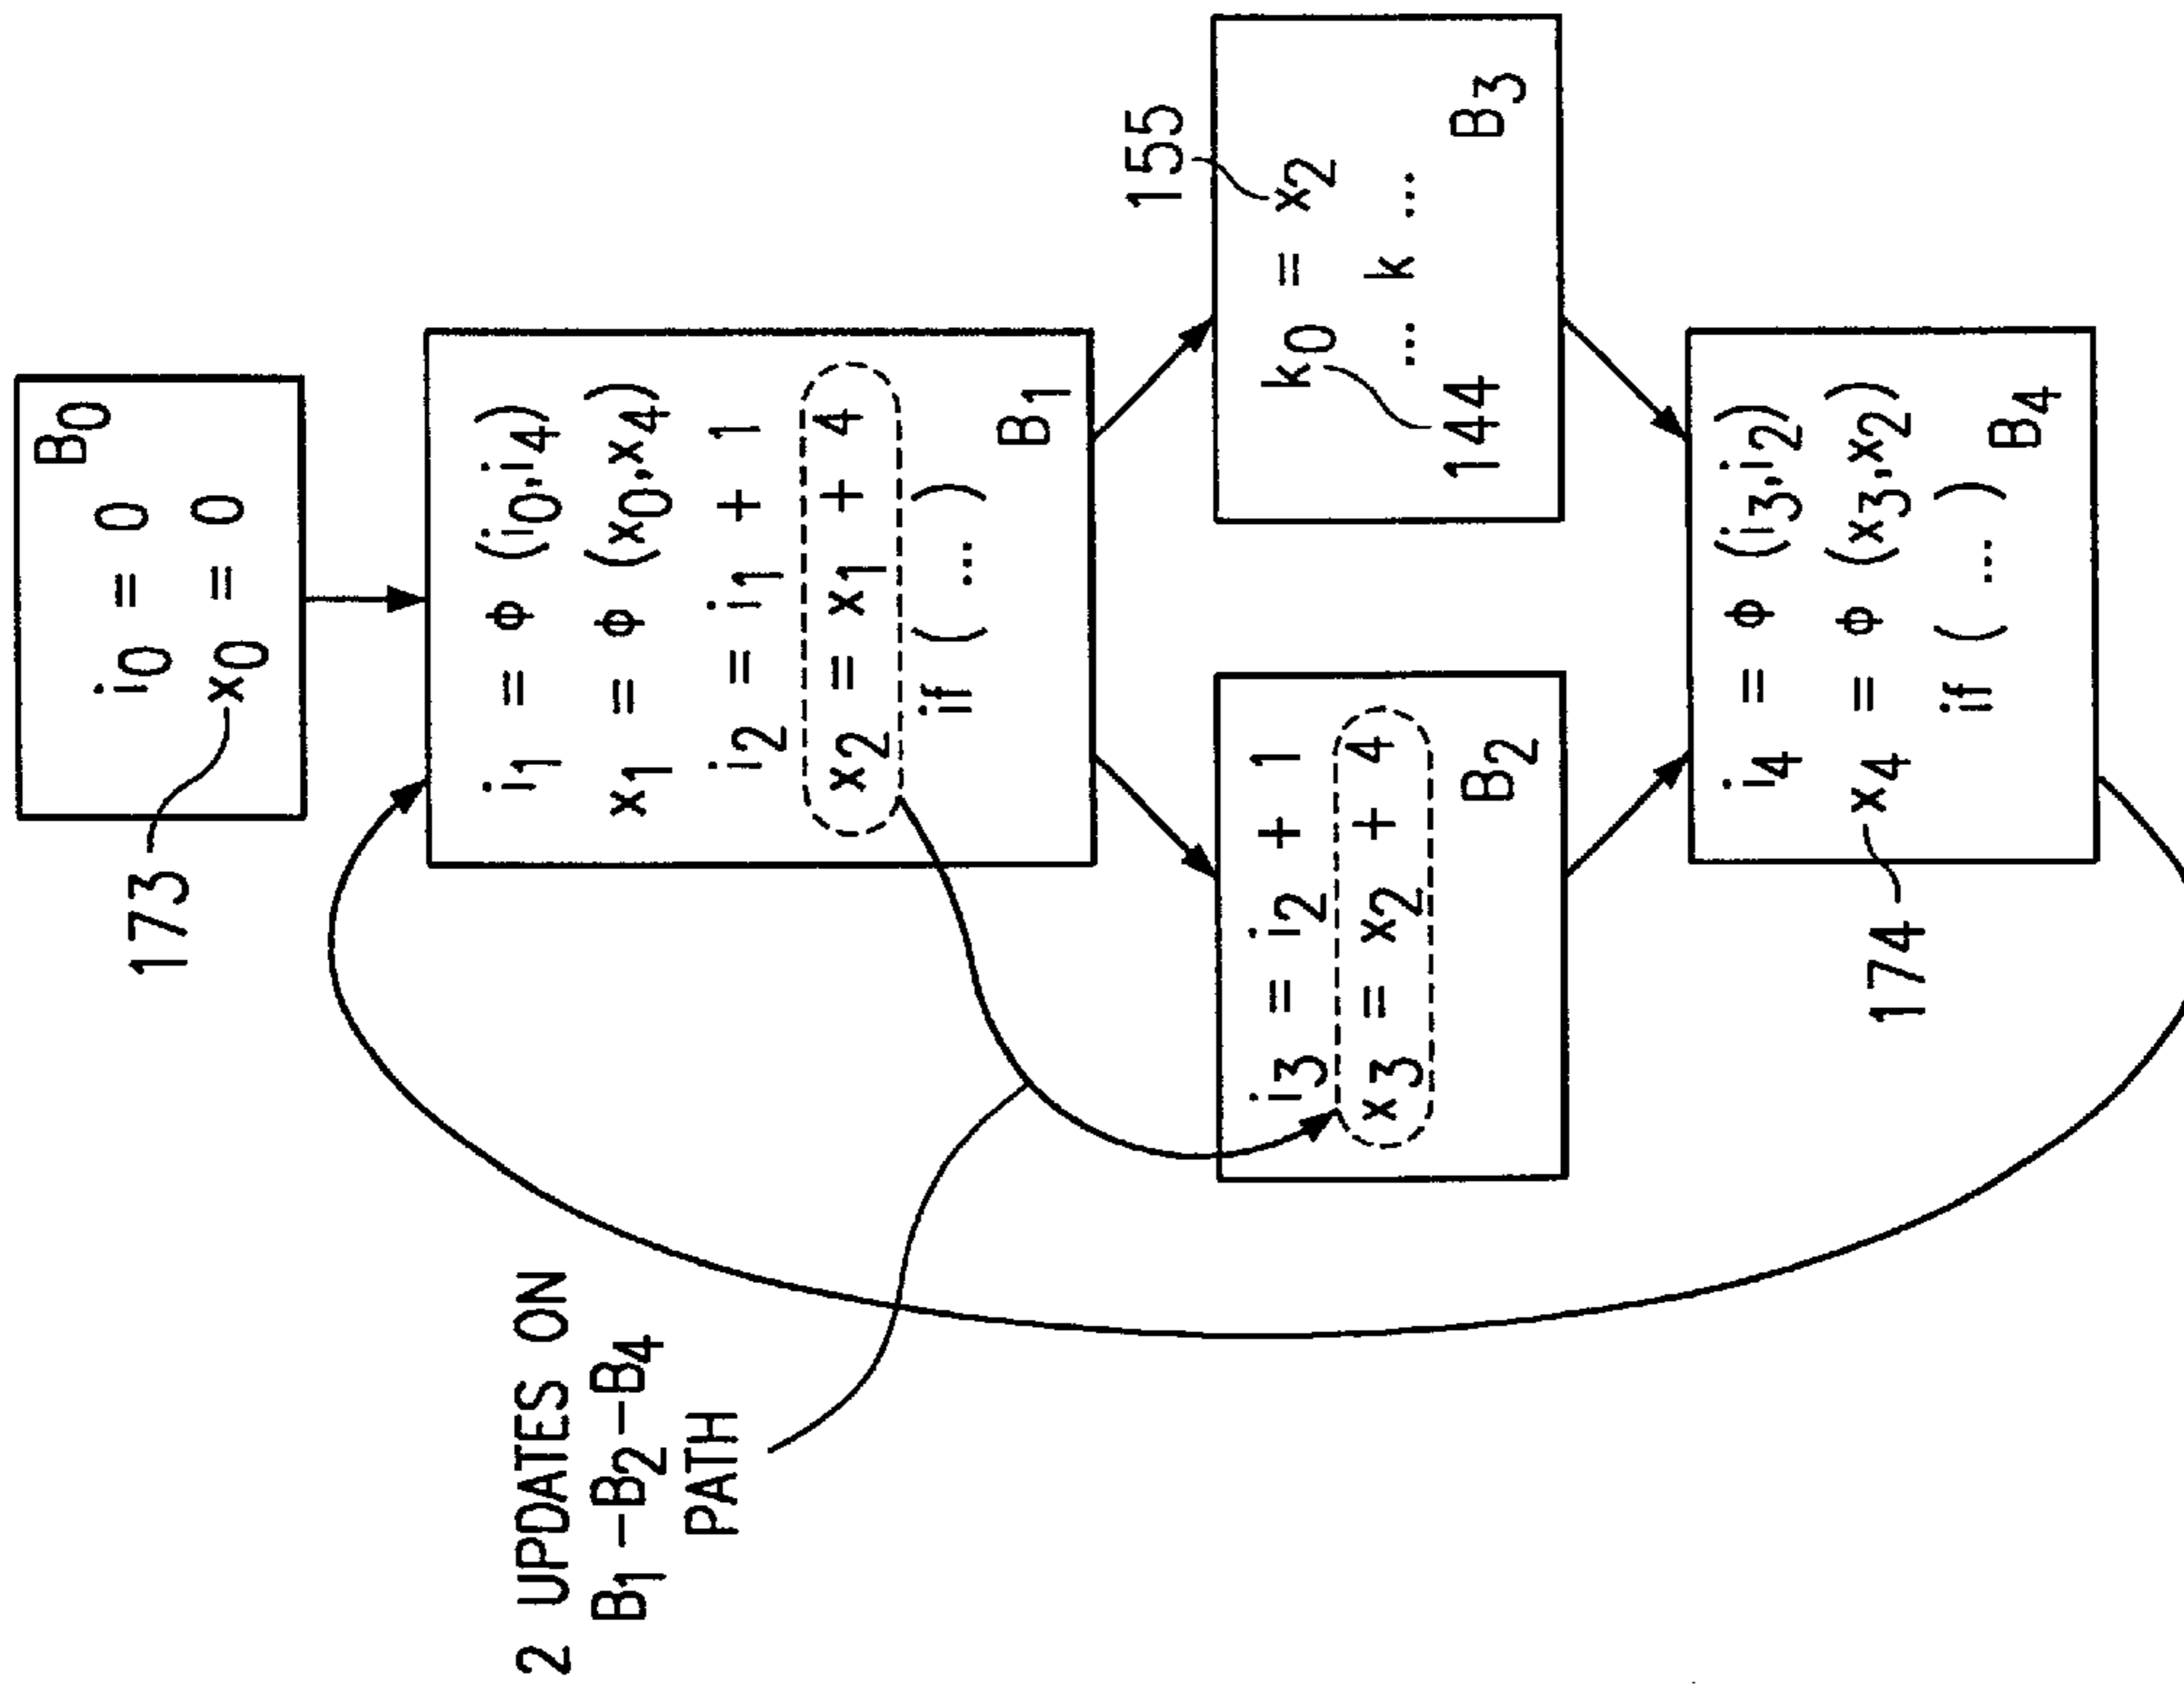 B0
i0 = 0
x0 = 0
173
i1 = ϕ (i0,i4)
x1 = ϕ (x0,x4)
i2 = i1 + 1
x2 = x1 + 4
if (... )
B1
2 UPDATES ON
B1-B2-B4
PATH
i3 = i2 + 1
x3 = x2 + 4
B2
155
k0 = x2
... k ...
144
B3
i4 = ϕ (i3,i2)
x4 = ϕ (x3,x2)
if (... )
B4
174